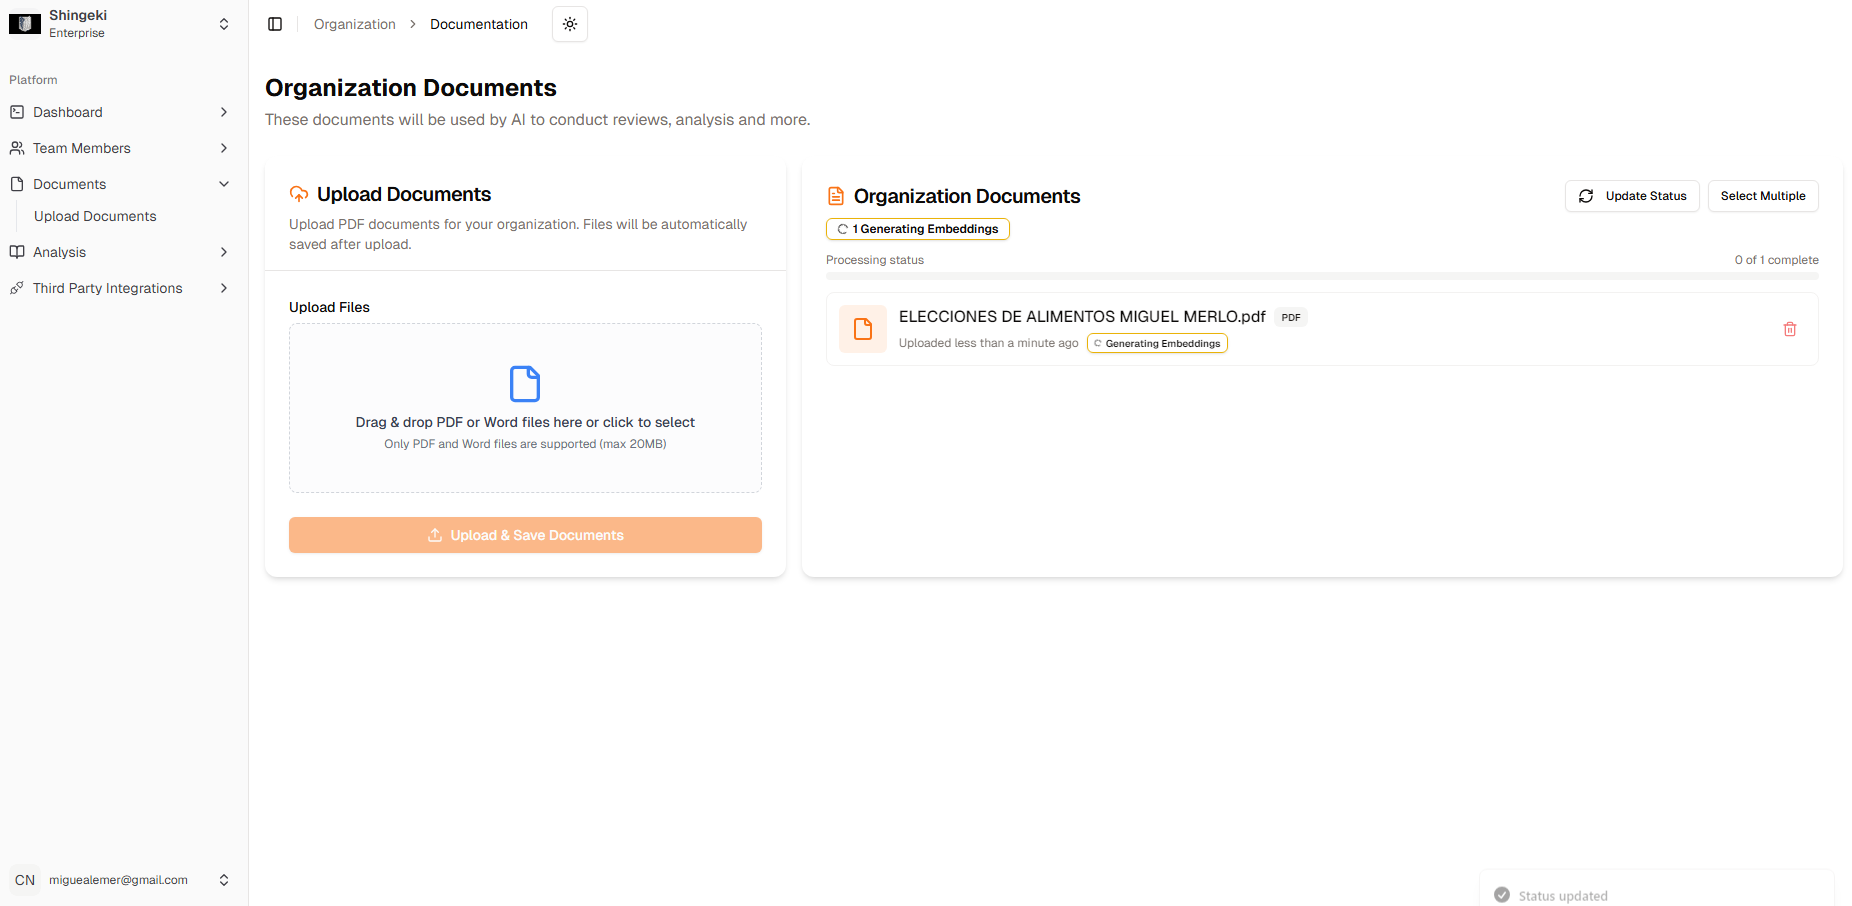 Shingeki
Enterprise
Platform
Dashboard
Team Members
Documents
Upload Documents
Analysis
Third Party Integrations
CN
miguealemer@gmail.com
Organization
Documentation
Organization Documents
These documents will be used by AI to conduct reviews, analysis and more.
Upload Documents
Upload PDF documents for your organization. Files will be automatically
saved after upload.
Upload Files
Drag & drop PDF or Word files here or click to select
Only PDF and Word files are supported (max 20MB)
Upload & Save Documents
Organization Documents
Update Status
Select Multiple
1 Generating Embeddings
Processing status
0 of 1 complete
ELECCIONES DE ALIMENTOS MIGUEL MERLO.pdf
PDF
Uploaded less than a minute ago
Generating Embeddings
Status updated